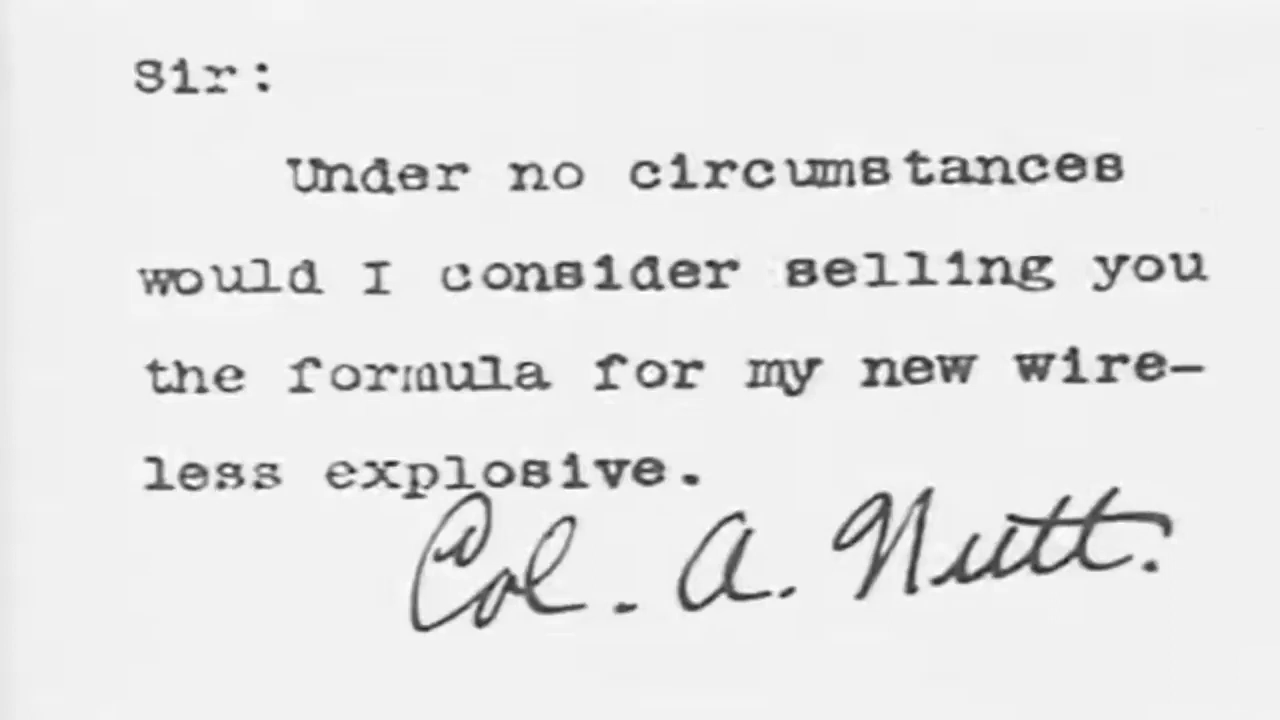 Sir:
Under no circumstances
would I consider selling you
the formula for my new wire-
less explosive.
Col. A. Nutt.